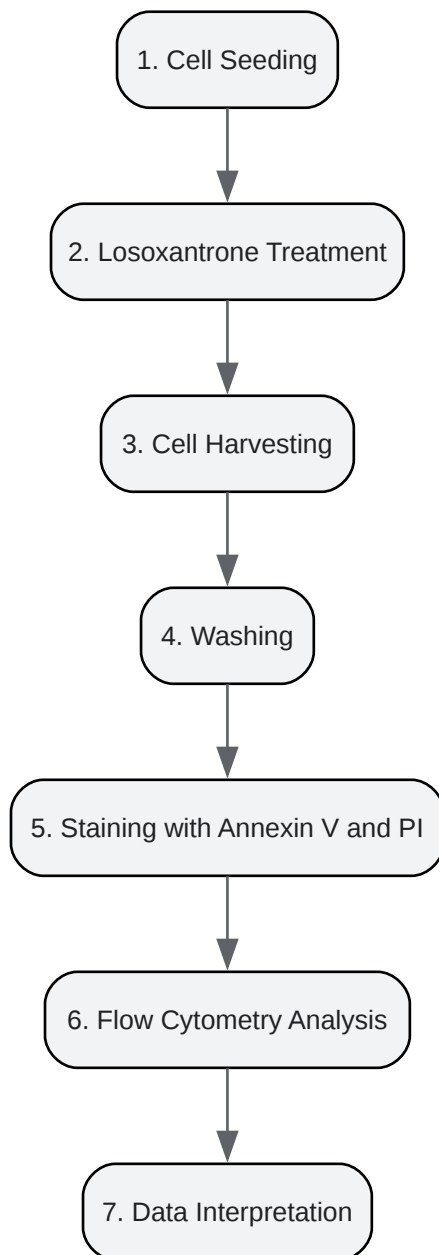 1. Cell Seeding
2. Losoxantrone Treatment
3. Cell Harvesting
4. Washing
5. Staining with Annexin V and PI
6. Flow Cytometry Analysis
7. Data Interpretation